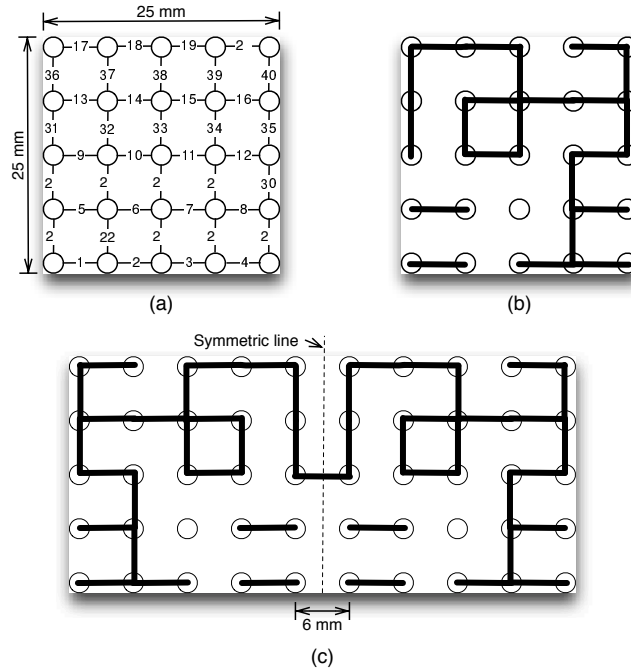 25 mm
17 18 19 2
36 37 38 39 40
13 14 15 16
31 32 33 34 35
25 mm
9 10 11 12
2 2 2 2 30
5 6 7 8
2 22 2 2 2
1 2 3 4
(a)
(b)
Symmetric line
6 mm
(c)